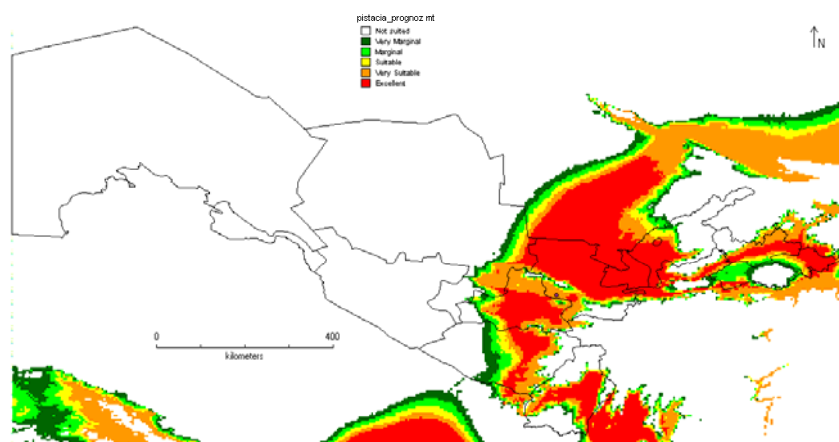 pistacia_prognoz mt
Not suited
Very Marginal
Marginal
Suitable
Very Suitable
Excellent
N
0 400
kilometers